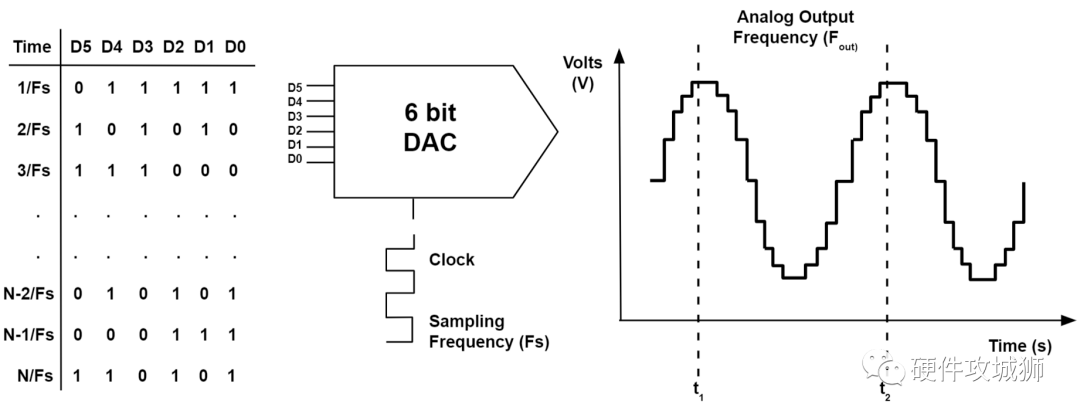 Time D5 D4 D3 D2 D1 D0
1/Fs 0 1 1 1 1 1
2/Fs 1 0 1 0 1 0
3/Fs 1 1 1 0 0 0
. . . . . . .
. . . . . . .
N-2/Fs 0 1 0 1 0 1
N-1/Fs 0 0 0 1 1 1
N/Fs 1 1 0 1 0 1
D5
D4
D3
D2
D1
D0
6 bit
DAC
Clock
Sampling
Frequency (Fs)
Analog Output
Frequency (Fout)
Volts
(V)
Time (s)
t1
t2
硬件攻城狮